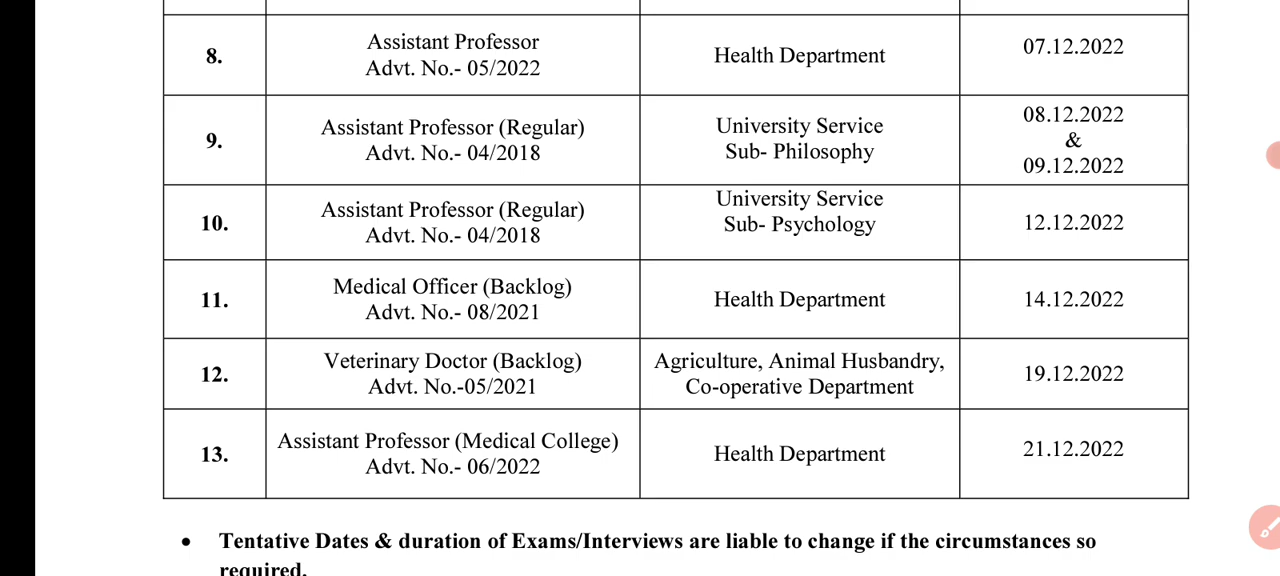 8.
Assistant Professor
Advt. No.- 05/2022
Health Department
07.12.2022
9.
Assistant Professor (Regular)
Advt. No.- 04/2018
University Service
Sub- Philosophy
08.12.2022
&
09.12.2022
10.
Assistant Professor (Regular)
Advt. No.- 04/2018
University Service
Sub- Psychology
12.12.2022
11.
Medical Officer (Backlog)
Advt. No.- 08/2021
Health Department
14.12.2022
12.
Veterinary Doctor (Backlog)
Advt. No.-05/2021
Agriculture, Animal Husbandry,
Co-operative Department
19.12.2022
13.
Assistant Professor (Medical College)
Advt. No.- 06/2022
Health Department
21.12.2022
• Tentative Dates & duration of Exams/Interviews are liable to change if the circumstances so
required.